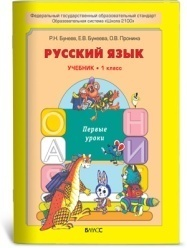 Федеральный государственный образовательный стандарт
Образовательная система «Школа 2100»
Р.Н. Бунеев, Е.В. Бунеева, О.В. Пронина
РУССКИЙ ЯЗЫК
УЧЕБНИК • 1 класс
Первые уроки
О
Н
А
И
С
БАЛАСС